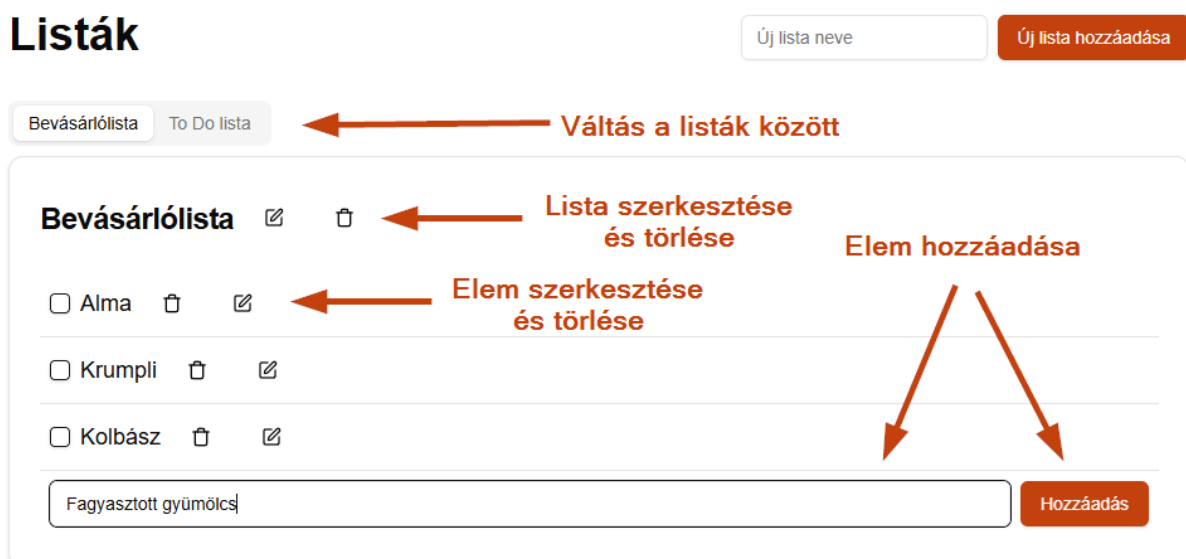 Listák
Új lista neve
Új lista hozzáadása
Bevásárlólista
To Do lista
Váltás a listák között
Bevásárlólista
Lista szerkesztése
és törlése
Elem hozzáadása
Alma
Elem szerkesztése
és törlése
Krumpli
Kolbász
Fagyasztott gyümölcs
Hozzáadás